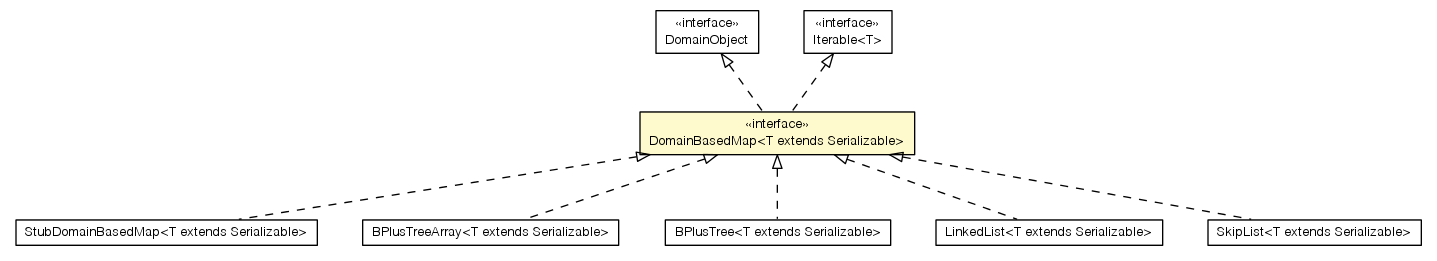 «interface»
DomainObject
«interface»
Iterable<T>
«interface»
DomainBasedMap<T extends Serializable>
StubDomainBasedMap<T extends Serializable>
BPlusTreeArray<T extends Serializable>
BPlusTree<T extends Serializable>
LinkedList<T extends Serializable>
SkipList<T extends Serializable>